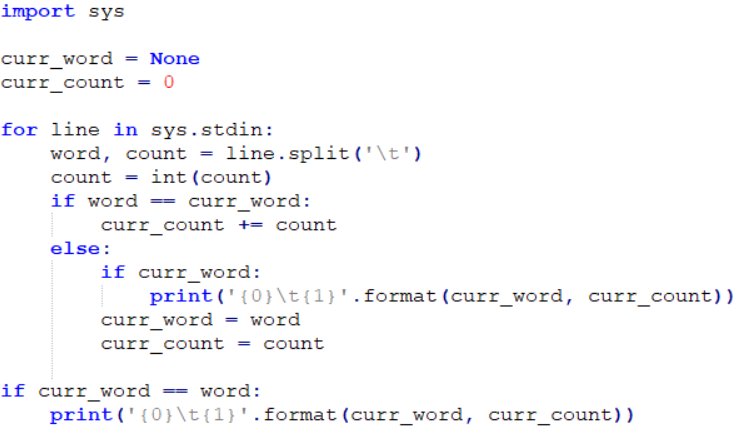 import sys
curr_word = None
curr_count = 0
for line in sys.stdin:
    word, count = line.split('\t')
    count = int(count)
    if word == curr_word:
        curr_count += count
    else:
        if curr_word:
            print('{0}\t{1}'.format(curr_word, curr_count))
        curr_word = word
        curr_count = count
if curr_word == word:
    print('{0}\t{1}'.format(curr_word, curr_count))